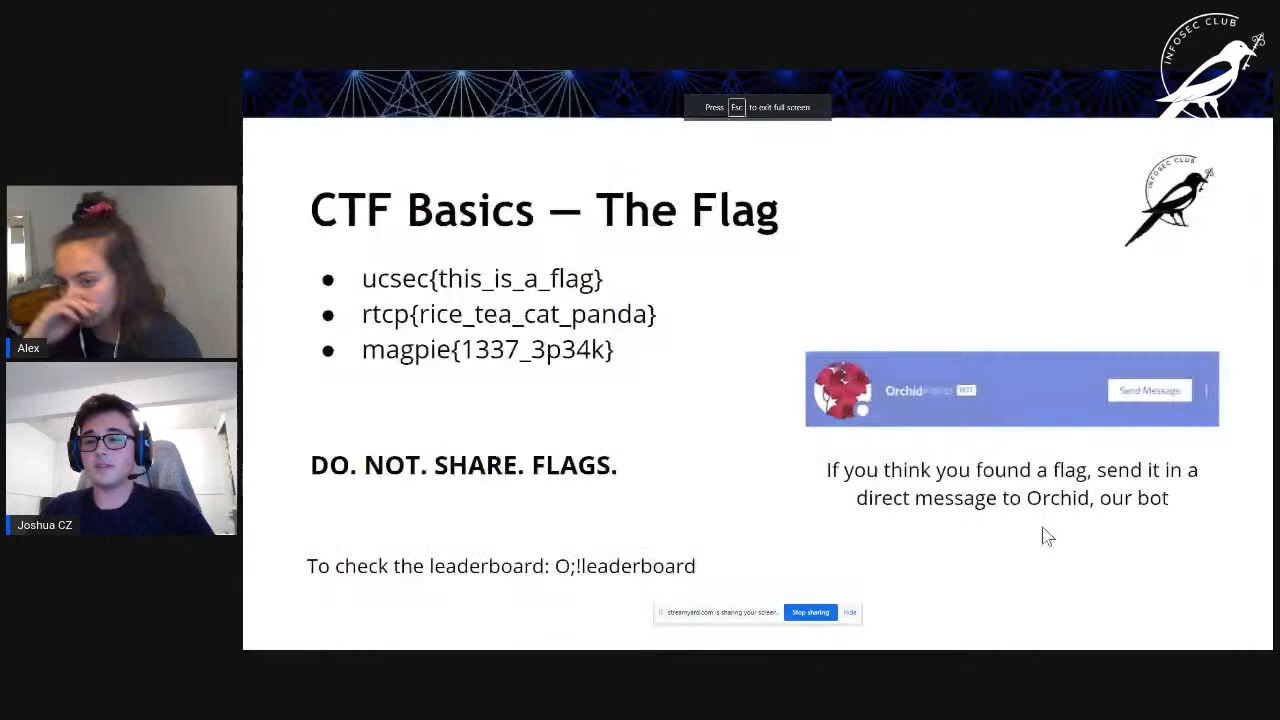 INFOSEC CLUB
Press Esc to exit full screen
INFOSEC CLUB
CTF Basics — The Flag
● ucsec{this_is_a_flag}
● rtcp{rice_tea_cat_panda}
● magpie{1337_3p34k}
Alex
Orchid BOT
Send Message
DO. NOT. SHARE. FLAGS.
If you think you found a flag, send it in a
direct message to Orchid, our bot
Joshua CZ
To check the leaderboard: O;!leaderboard
streamyard.com is sharing your screen. Stop sharing Hide